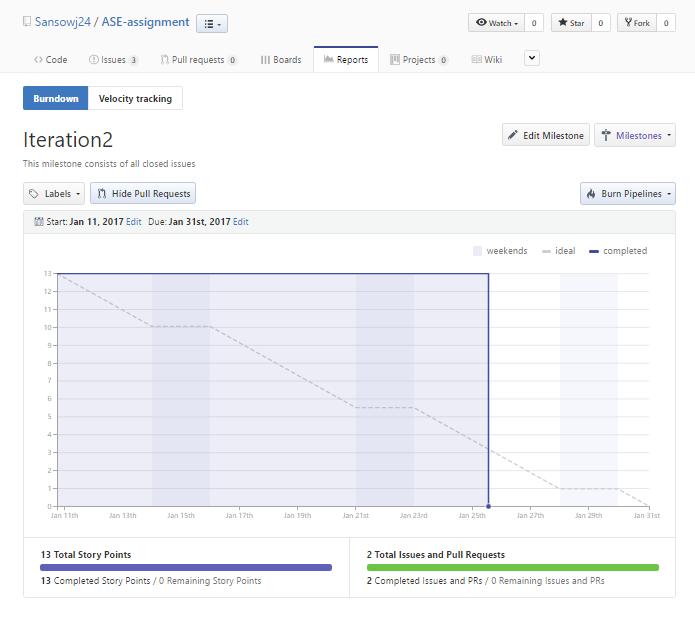 Sansowj24 / ASE-assignment
Watch 0 Star 0 Fork 0
Code Issues 3 Pull requests 0 Boards Reports Projects 0 Wiki
Burndown Velocity tracking
Iteration2
Edit Milestone Milestones
This milestone consists of all closed issues
Labels Hide Pull Requests Burn Pipelines
Start: Jan 11, 2017 Edit Due: Jan 31st, 2017 Edit
weekends ideal completed
13
12
11
10
9
8
7
6
5
4
3
2
1
0
Jan 11th Jan 13th Jan 15th Jan 17th Jan 19th Jan 21st Jan 23rd Jan 25th Jan 27th Jan 29th Jan 31st
13 Total Story Points
13 Completed Story Points / 0 Remaining Story Points
2 Total Issues and Pull Requests
2 Completed Issues and PRs / 0 Remaining Issues and PRs